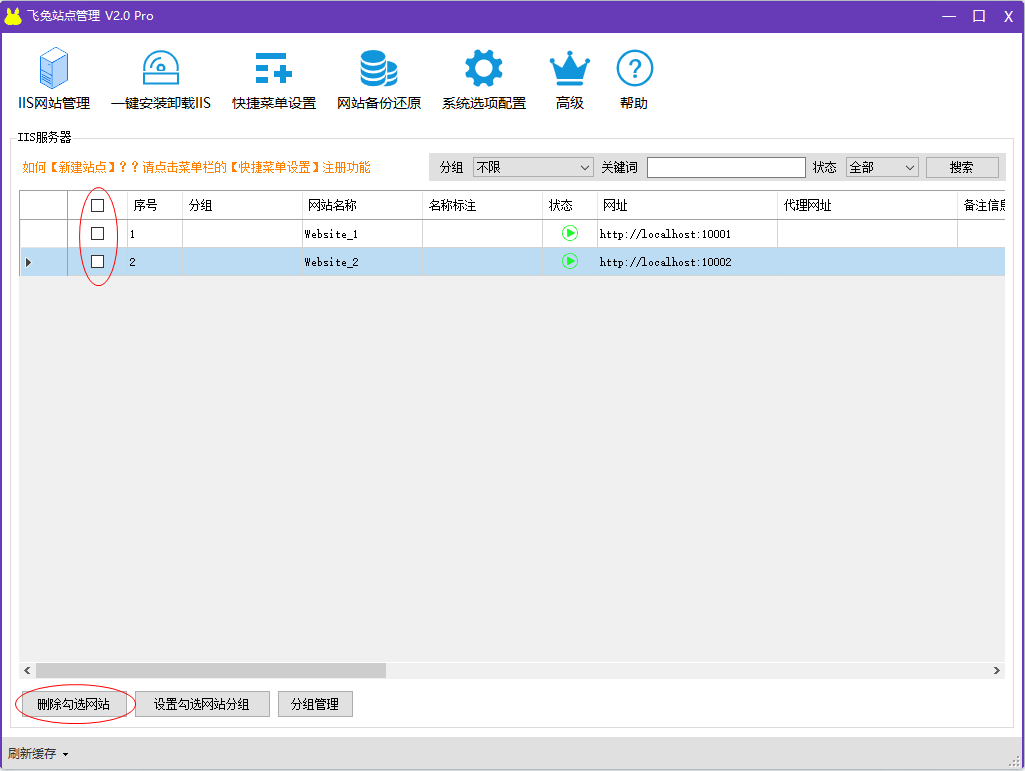 飞兔站点管理 V2.0 Pro
IIS网站管理 一键安装卸载IIS 快捷菜单设置 网站备份还原 系统选项配置 高级 帮助
IIS服务器
如何【新建站点】？？请点击菜单栏的【快捷菜单设置】注册功能 分组 不限 关键词 状态 全部 搜索
序号 分组 网站名称 名称标注 状态 网址 代理网址 备注信息
1 Website_1 http://localhost:10001
2 Website_2 http://localhost:10002
删除勾选网站 设置勾选网站分组 分组管理
刷新缓存